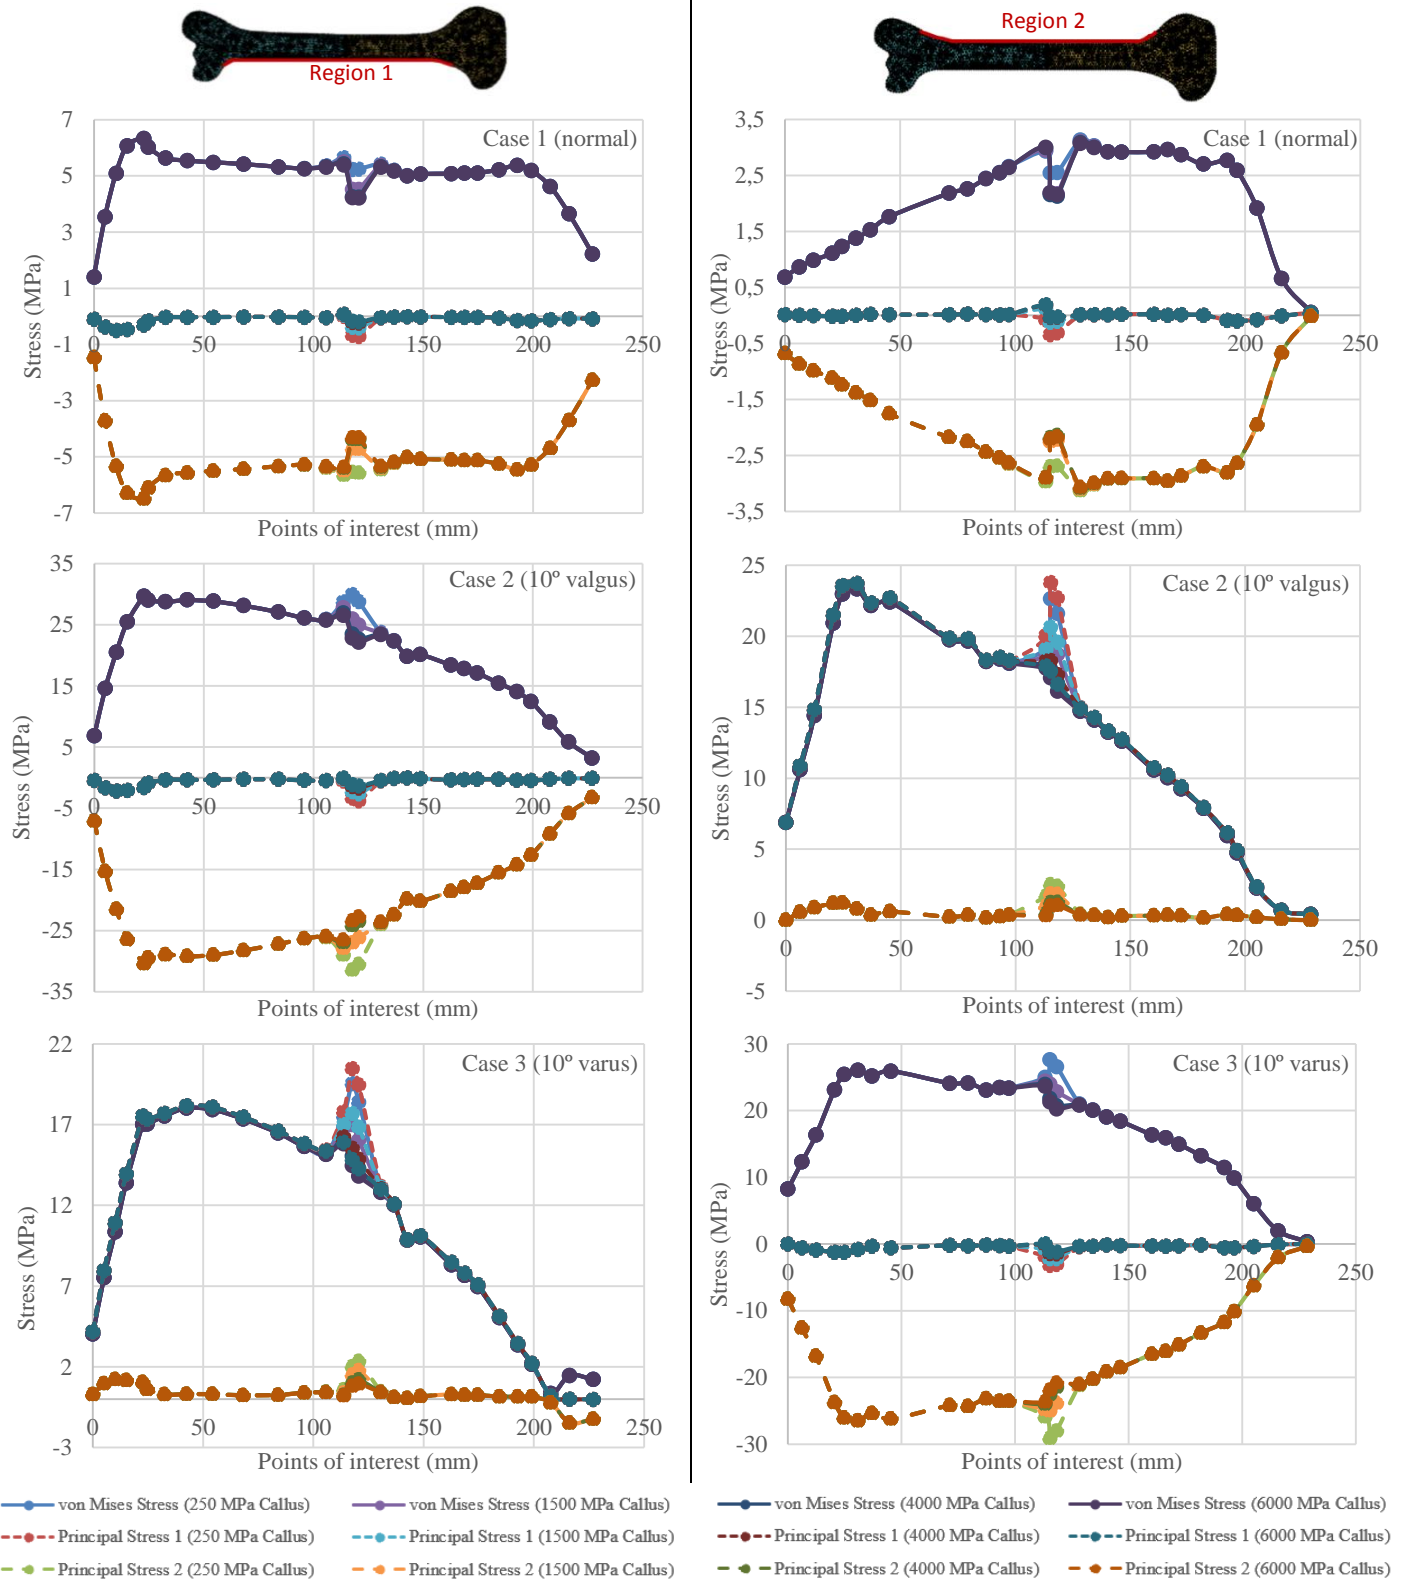 Region 1
Region 2
Case 1 (normal)
Stress (MPa)
7
5
3
1
-1
-3
-5
-7
0
50
100
150
200
250
Points of interest (mm)
Case 1 (normal)
Stress (MPa)
3,5
2,5
1,5
0,5
-0,5
-1,5
-2,5
-3,5
0
50
100
150
200
250
Points of interest (mm)
Case 2 (10º valgus)
Stress (MPa)
35
25
15
5
-5
-15
-25
-35
0
50
100
150
200
250
Points of interest (mm)
Case 2 (10º valgus)
Stress (MPa)
25
20
15
10
5
0
-5
0
50
100
150
200
250
Points of interest (mm)
Case 3 (10º varus)
Stress (MPa)
22
17
12
7
2
-3
0
50
100
150
200
250
Points of interest (mm)
Case 3 (10º varus)
Stress (MPa)
30
20
10
0
-10
-20
-30
0
50
100
150
200
250
Points of interest (mm)
von Mises Stress (250 MPa Callus)
von Mises Stress (1500 MPa Callus)
von Mises Stress (4000 MPa Callus)
von Mises Stress (6000 MPa Callus)
Principal Stress 1 (250 MPa Callus)
Principal Stress 1 (1500 MPa Callus)
Principal Stress 1 (4000 MPa Callus)
Principal Stress 1 (6000 MPa Callus)
Principal Stress 2 (250 MPa Callus)
Principal Stress 2 (1500 MPa Callus)
Principal Stress 2 (4000 MPa Callus)
Principal Stress 2 (6000 MPa Callus)